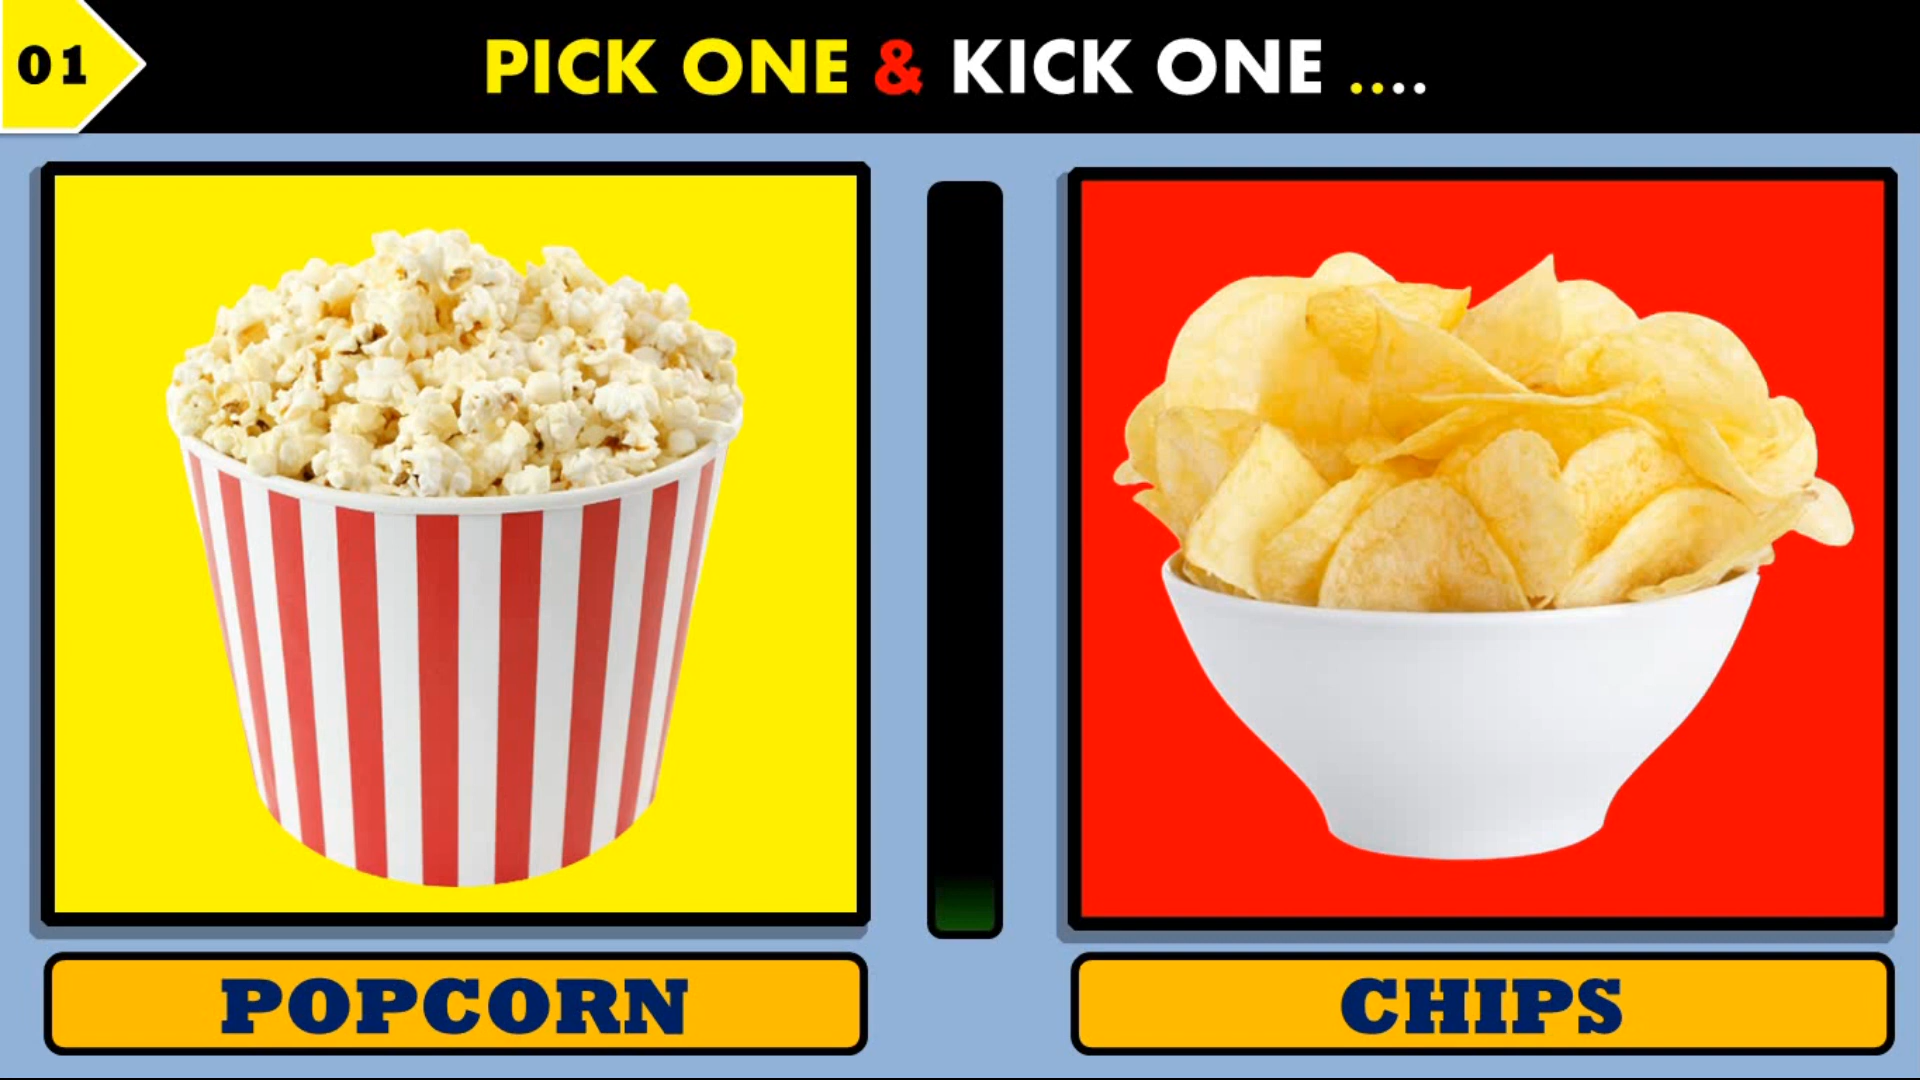 01
PICK ONE & KICK ONE ....
POPCORN
CHIPS